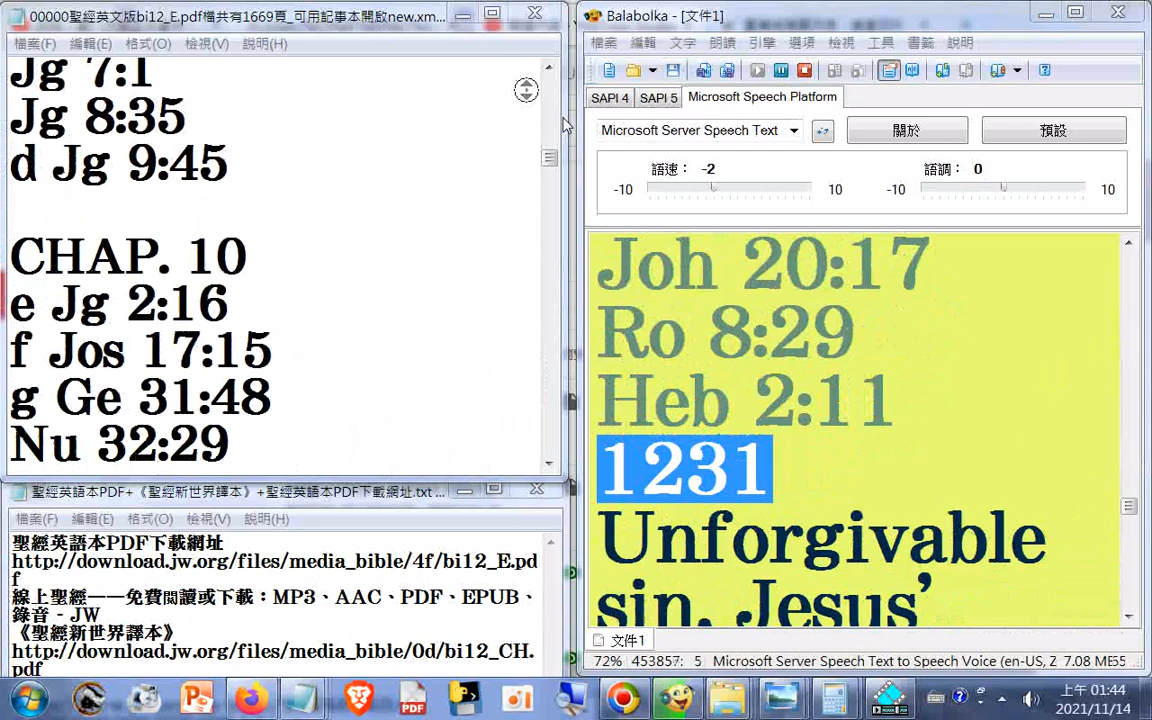 00000聖經英文版bi12_E.pdf檔共有1669頁_可用記事本開啟new.xm...
檔案(F) 編輯(E) 格式(O) 檢視(V) 說明(H)
Jg 7:1
Jg 8:35
d Jg 9:45
CHAP. 10
e Jg 2:16
f Jos 17:15
g Ge 31:48
Nu 32:29
聖經英語本PDF+《聖經新世界譯本》+聖經英語本PDF下載網址.txt ...
檔案(F) 編輯(E) 格式(O) 檢視(V) 說明(H)
聖經英語本PDF下載網址
http://download.jw.org/files/media_bible/4f/bi12_E.pd
f
線上聖經——免費閱讀或下載：MP3、AAC、PDF、EPUB、
錄音 - JW
《聖經新世界譯本》
http://download.jw.org/files/media_bible/0d/bi12_CH.
pdf
Balabolka - [文件1]
檔案 編輯 文字 朗讀 引擎 選項 檢視 工具 書籤 說明
SAPI 4 SAPI 5 Microsoft Speech Platform
Microsoft Server Speech Text 關於 預設
語速： -2 語調： 0
-10 10 -10 10
Joh 20:17
Ro 8:29
Heb 2:11
1231
Unforgivable
sin. Jesus’
文件1
72% 453857: 5 Microsoft Server Speech Text to Speech Voice (en-US, Z 7.08 ME55
PDF
上午 01:44
2021/11/14